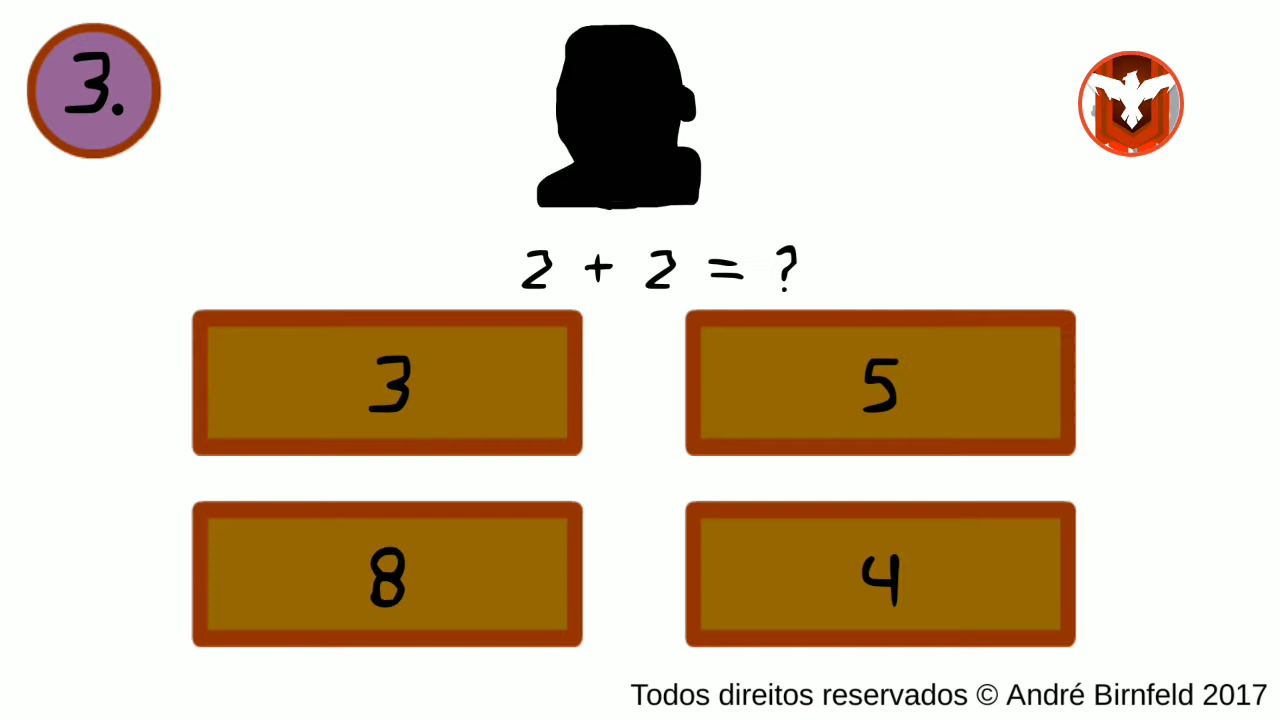 3.
2 + 2 = ?
3
5
8
4
Todos direitos reservados © André Birnfeld 2017